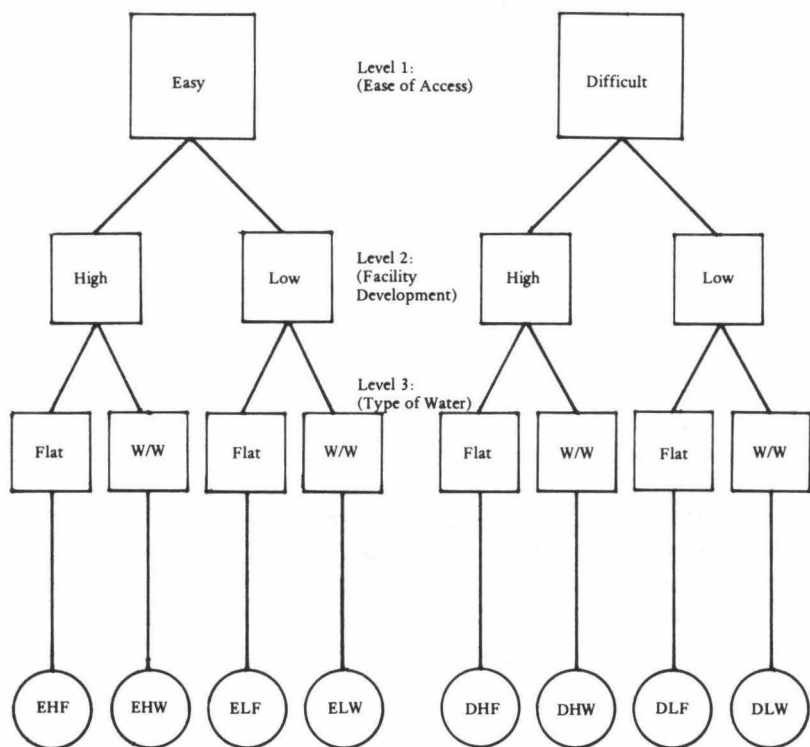 Easy
Level 1:
(Ease of Access)
Difficult
High
Low
Level 2:
(Facility
Development)
High
Low
Level 3:
(Type of Water)
Flat
W/W
Flat
W/W
Flat
W/W
Flat
W/W
EHF
EHW
ELF
ELW
DHF
DHW
DLF
DLW